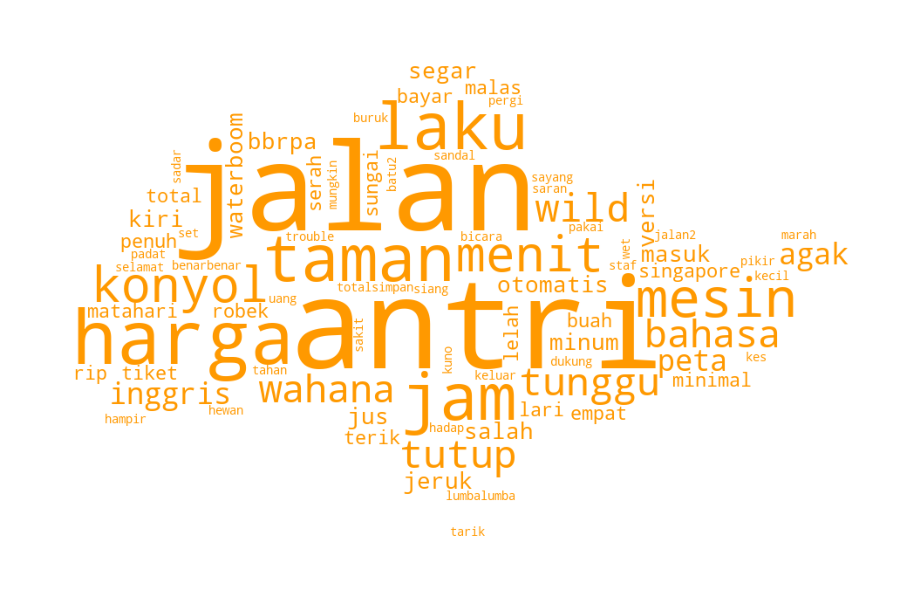 segar
malas
bayar
pergi
buruk
laku
bbrpa
waterboom
sadar
jalan
serah
mungkin
sungai
batu2
sandal
sayang
saran
total
wild
versi
kiri
set
pakai
jalan2
marah
penuh
trouble
taman
bicara
menit
wet
masuk
agak
padat
selamat
benarbenar
staf
singapore
pikir
kecil
konyol
uang
totalsimpan
siang
otomatis
mesin
matahari
robek
antri
harga
sakit
lelah
buah
minum
bahasa
kuno
dukung
peta
kes
rip
tiket
tahan
wahana
keluar
tunggu
minimal
inggris
jam
hewan
hampir
jus
lari
empat
terik
hadap
salah
tutup
jeruk
lumbalumba
tarik